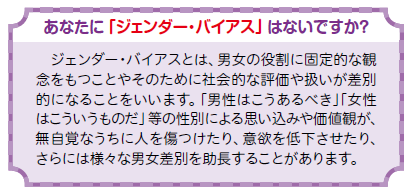 あなたに「ジェンダー・バイアス」はないですか?
ジェンダー・バイアスとは、男女の役割に固定的な観
念をもつことやそのために社会的な評価や扱いが差別
的になることをいいます。「男性はこうあるべき」「女性
はこういうものだ」等の性別による思い込みや価値観が、
無自覚なうちに人を傷つけたり、意欲を低下させたり、
さらには様々な男女差別を助長することがあります。